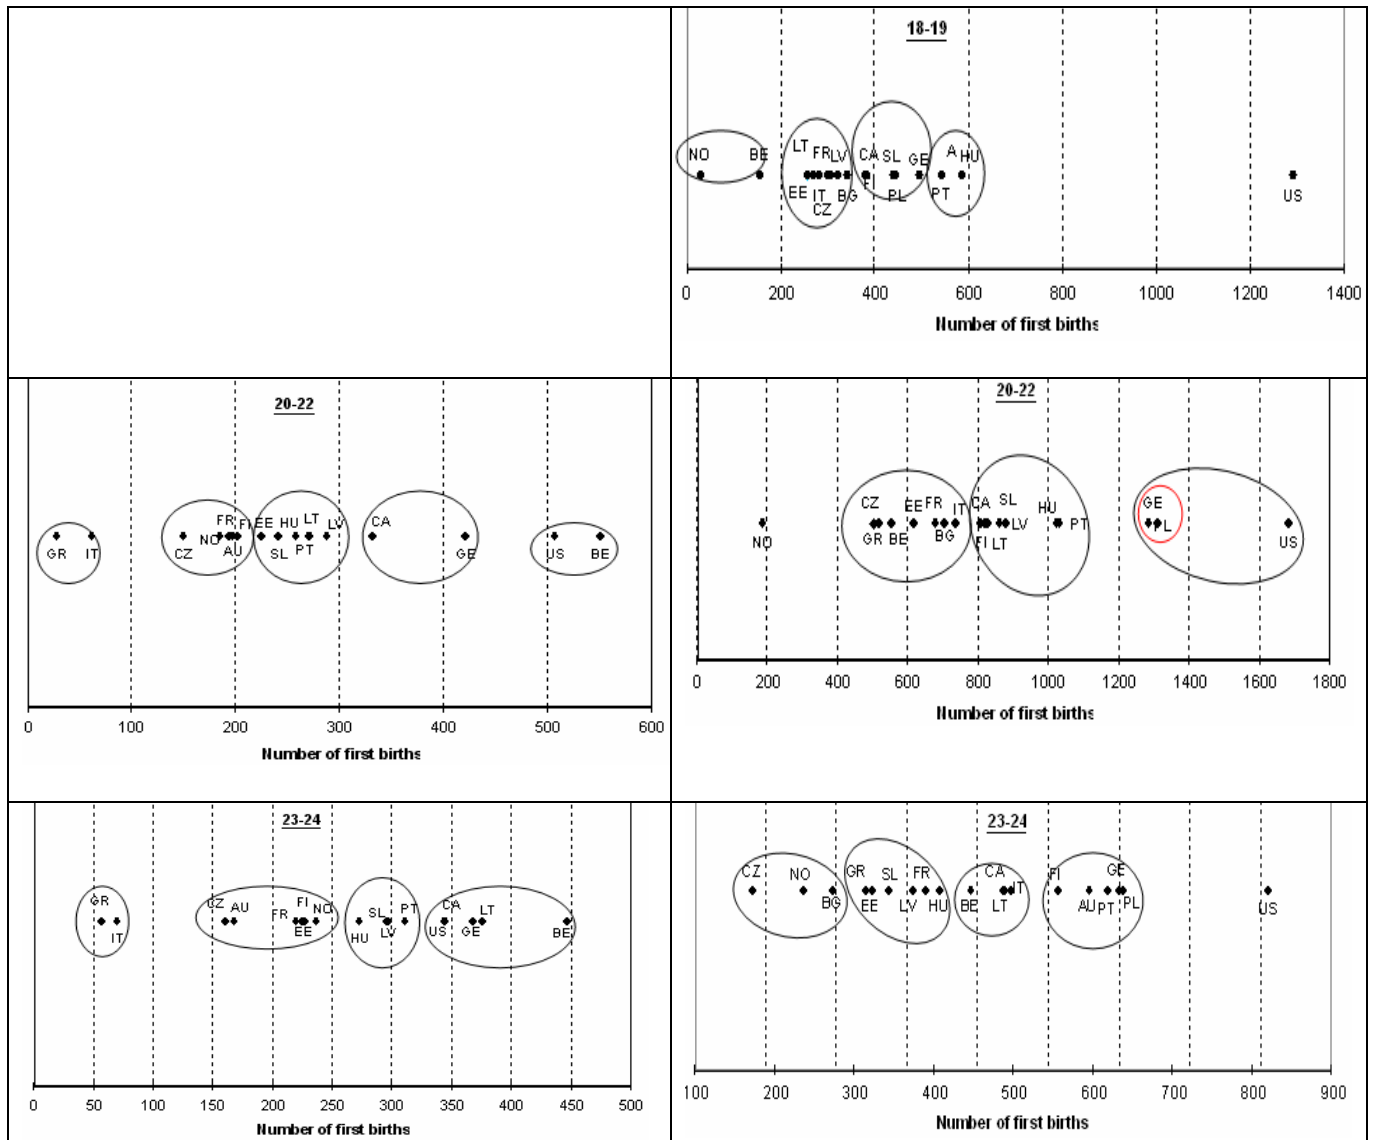 18-19
NO BE LT FR LV CA SL GE A HU
EE IT BG FI PL PT US
CZ
0 200 400 600 800 1000 1200 1400
Number of first births
20-22
FR FI EE HU LT LV CA
GR IT CZ NO AU SL PT GE US BE
0 100 200 300 400 500 600
Number of first births
20-22
CZ EE FR IT CA SL HU GE
NO GR BE BG FI LT LV PT PL US
0 200 400 600 800 1000 1200 1400 1600 1800
Number of first births
23-24
GR CZ AU FR FI NO SL PT CA LT
IT EE HU LV US GE BE
0 50 100 150 200 250 300 350 400 450 500
Number of first births
23-24
CZ NO GR SL FR CA IT FI GE
BG EE LV HU BE LT AU PT PL US
100 200 300 400 500 600 700 800 900
Number of first births